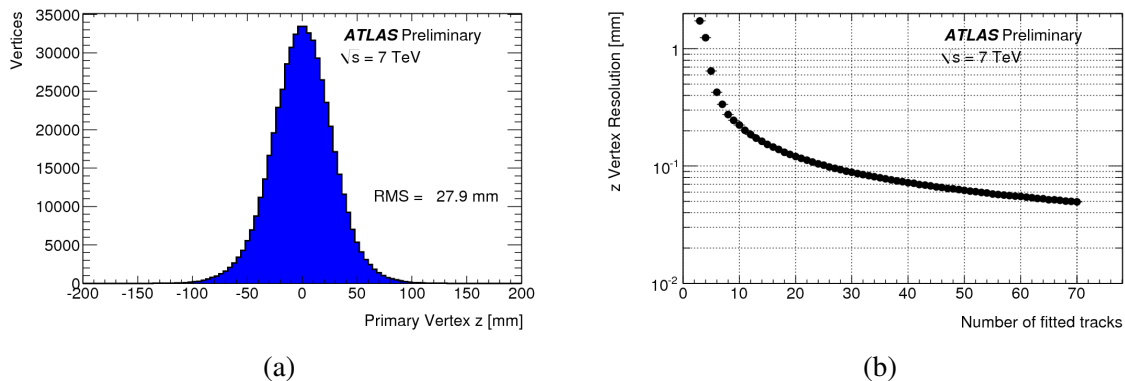 Vertices
35000
30000
25000
20000
15000
10000
5000
0
ATLAS Preliminary
√s = 7 TeV
RMS = 27.9 mm
-200 -150 -100 -50 0 50 100 150 200
Primary Vertex z [mm]
(a)
z Vertex Resolution [mm]
1
10⁻¹
10⁻²
ATLAS Preliminary
√s = 7 TeV
0 10 20 30 40 50 60 70
Number of fitted tracks
(b)